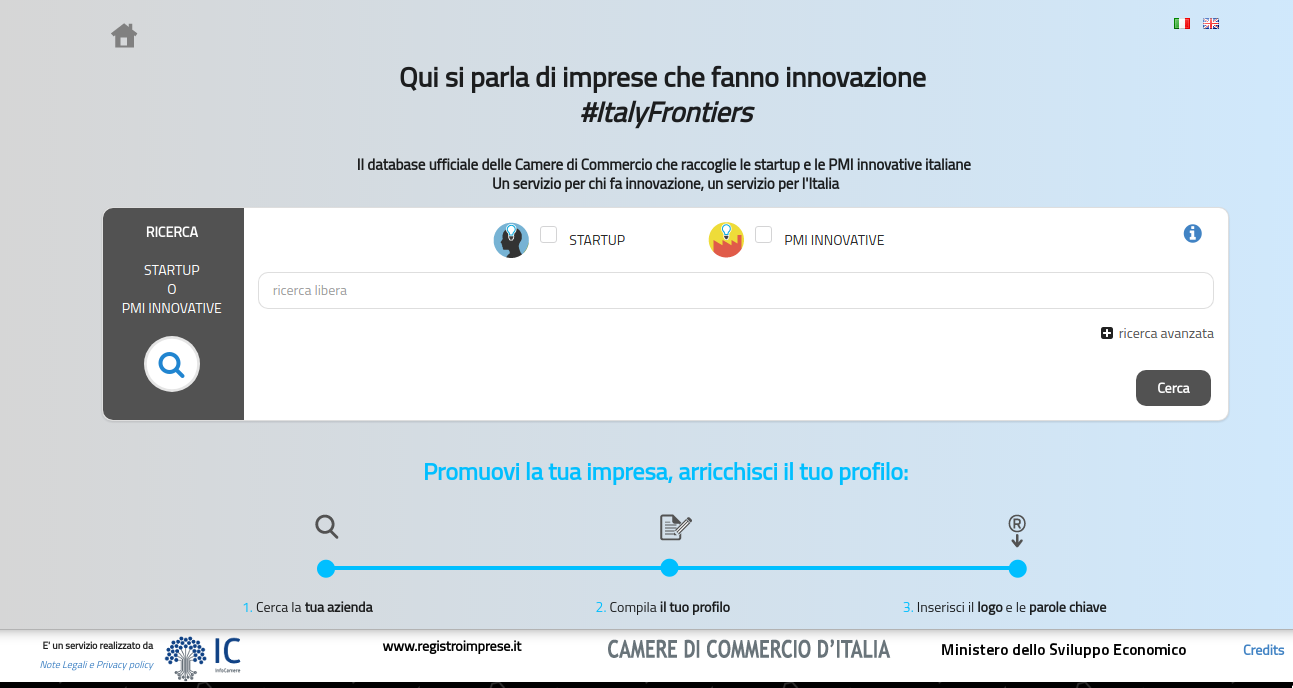 Qui si parla di imprese che fanno innovazione
#ItalyFrontiers
Il database ufficiale delle Camere di Commercio che raccoglie le startup e le PMI innovative italiane
Un servizio per chi fa innovazione, un servizio per l'Italia
RICERCA
STARTUP
O
PMI INNOVATIVE
STARTUP
PMI INNOVATIVE
ricerca libera
ricerca avanzata
Cerca
Promuovi la tua impresa, arricchisci il tuo profilo:
R
1. Cerca la tua azienda
2. Compila il tuo profilo
3. Inserisci il logo e le parole chiave
E' un servizio realizzato da
Note Legali e Privacy policy
IC
InfoCamere
www.registroimprese.it
CAMERE DI COMMERCIO D'ITALIA
Ministero dello Sviluppo Economico
Credits